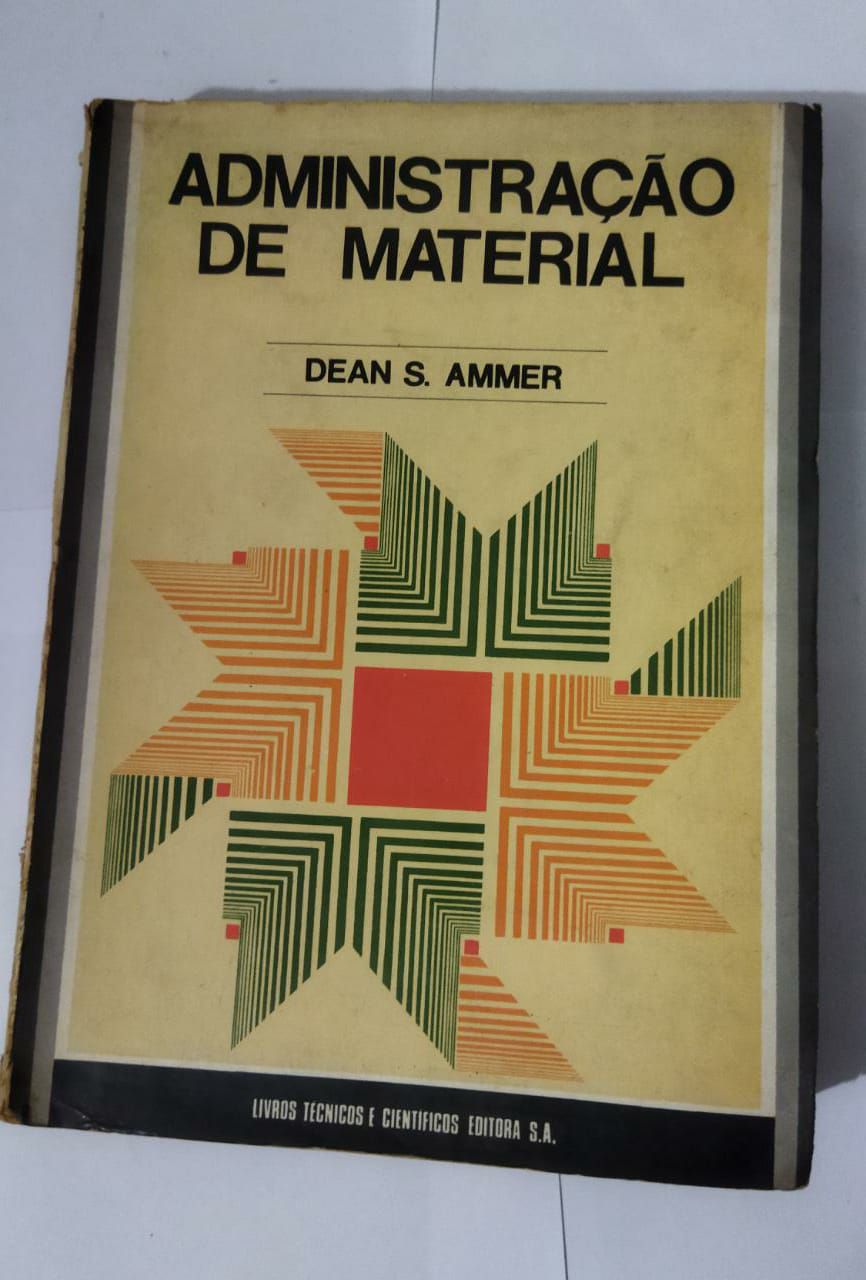 ADMINISTRAÇÃO
DE MATERIAL
DEAN S. AMMER
LIVROS TÉCNICOS E CIENTÍFICOS EDITORA S.A.